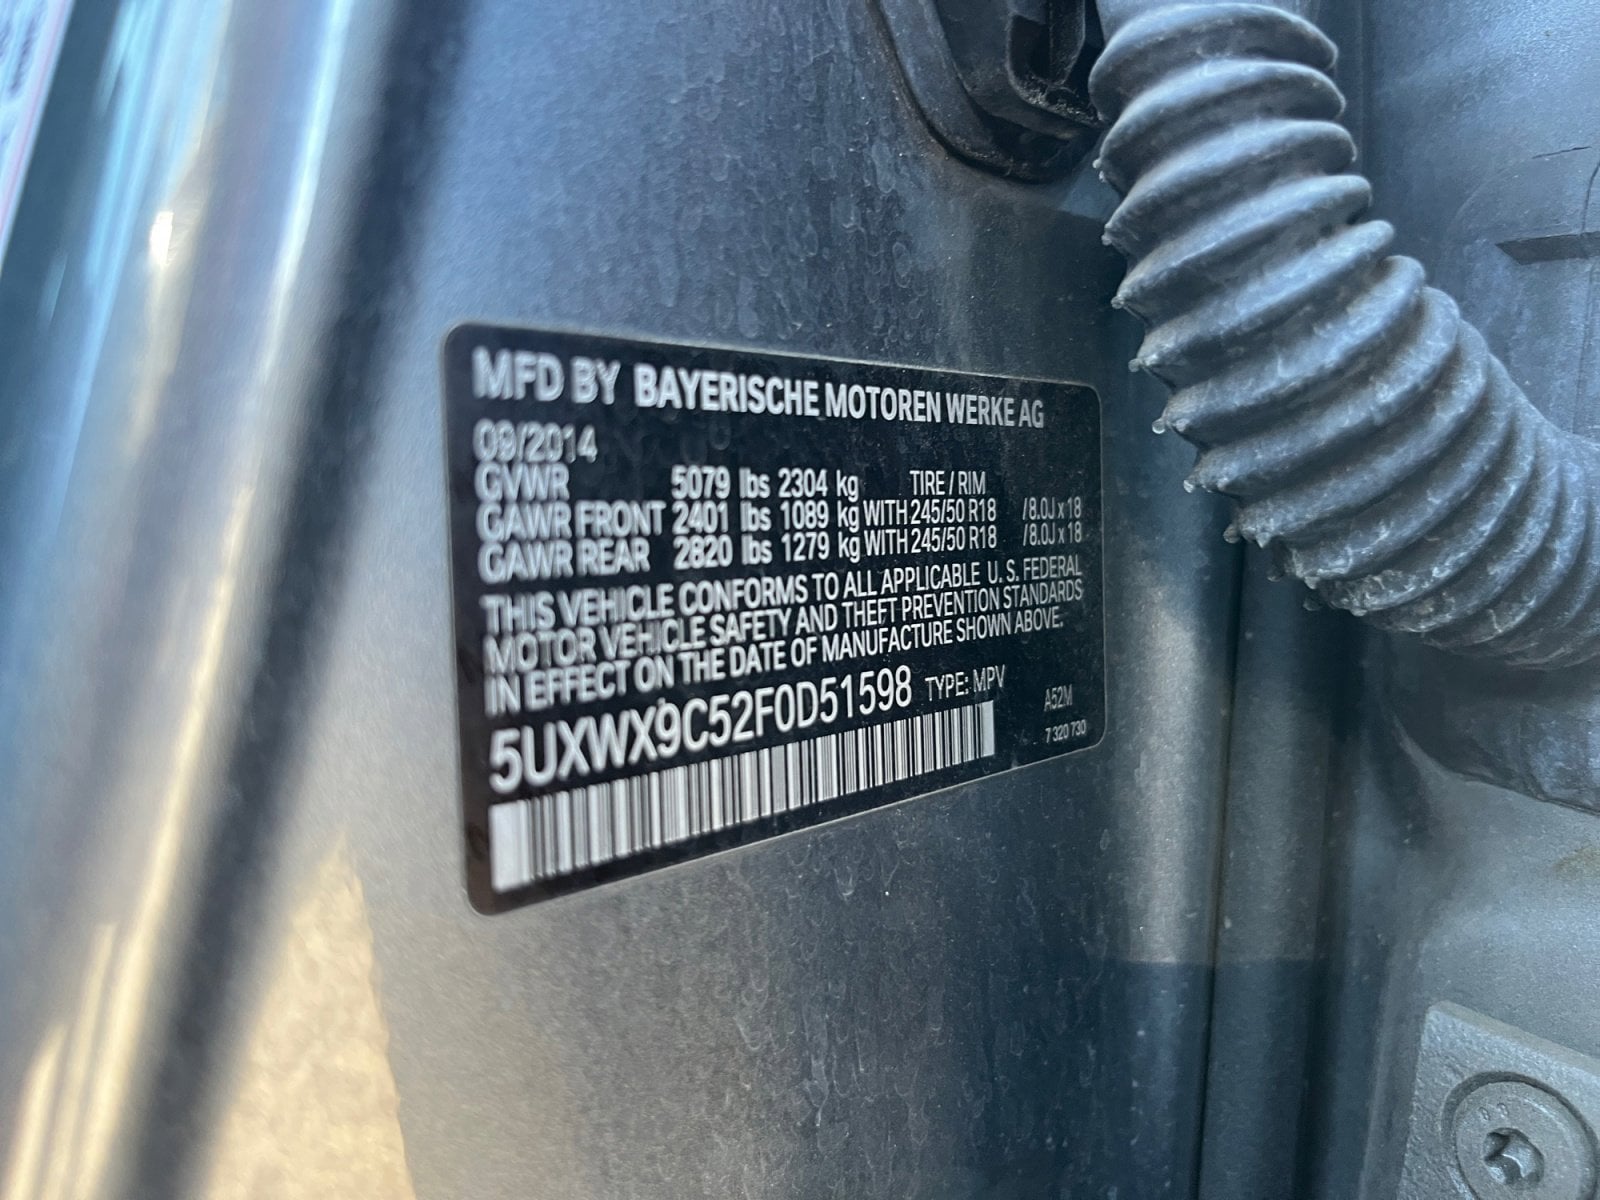 MFD BY BAYERISCHE MOTOREN WERKE AG
09/2014
GVWR 5079 lbs 2304 kg TIRE / RIM
GAWR FRONT 2401 lbs 1089 kg WITH 245/50 R18 /8.0J x 18
GAWR REAR 2820 lbs 1279 kg WITH 245/50 R18 /8.0J x 18
THIS VEHICLE CONFORMS TO ALL APPLICABLE U. S. FEDERAL
MOTOR VEHICLE SAFETY AND THEFT PREVENTION STANDARDS
IN EFFECT ON THE DATE OF MANUFACTURE SHOWN ABOVE.
5UXWX9C52F0D51598 TYPE: MPV
A52M
7 320 730